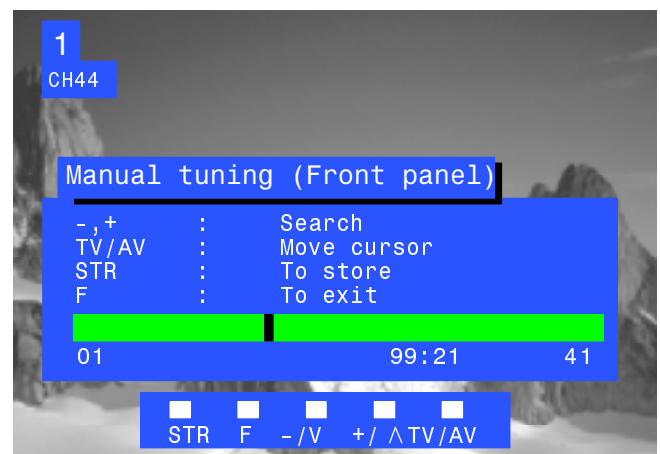 1
CH44
Manual tuning (Front panel)
-,+ : Search
TV/AV : Move cursor
STR : To store
F : To exit
01 99:21 41
STR F -/V +/ ΛTV/AV